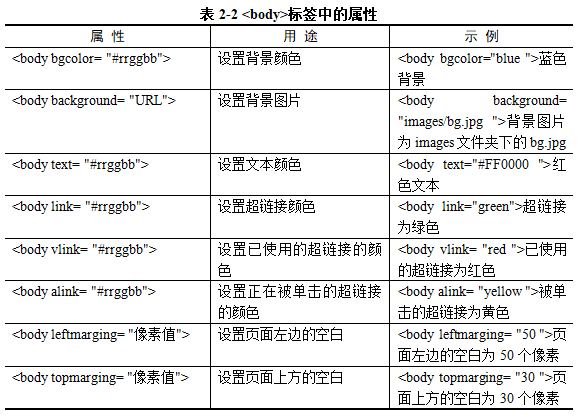 表 2-2 <body>标签中的属性
属 性 用 途 示 例
<body bgcolor= "#rrggbb"> 设置背景颜色 <body bgcolor="blue ">蓝色
背景
<body background= "URL"> 设置背景图片 <body background=
"images/bg.jpg ">背景图片
为 images 文件夹下的 bg.jpg
<body text= "#rrggbb"> 设置文本颜色 <body text="#FF0000 ">红
色文本
<body link= "#rrggbb"> 设置超链接颜色 <body link="green">超链接
为绿色
<body vlink= "#rrggbb"> 设置已使用的超链接的颜 <body vlink= "red ">已使用
色 的超链接为红色
<body alink= "#rrggbb"> 设置正在被单击的超链接 <body alink= "yellow ">被单
的颜色 击的超链接为黄色
<body leftmarging= "像素值"> 设置页面左边的空白 <body leftmarging= "50 ">页
面左边的空白为 50 个像素
<body topmarging= "像素值"> 设置页面上方的空白 <body topmarging= "30 ">页
面上方的空白为 30 个像素